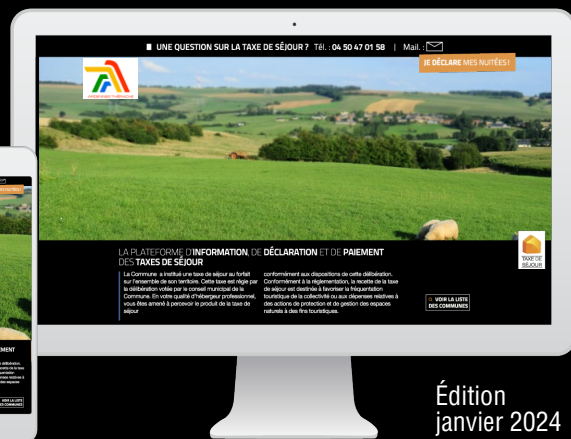 UNE QUESTION SUR LA TAXE DE SÉJOUR ? Tél. : 04 50 47 01 58 | Mail. :
JE DÉCLARE MES NUITÉES !
LA PLATEFORME D'INFORMATION, DE DÉCLARATION ET DE PAIEMENT
DES TAXES DE SÉJOUR
La Commune a institué une taxe de séjour au forfait
sur l'ensemble de son territoire. Cette taxe est régie par
la délibération votée par le conseil municipal de la
Commune. En votre qualité d'hébergeur professionnel,
vous êtes amené à percevoir le produit de la taxe de
séjour
conformément aux dispositions de cette délibération.
Conformément à la réglementation, la recette de la taxe
de séjour est destinée à favoriser la fréquentation
touristique de la collectivité ou aux dépenses relatives à
des actions de protection et de gestion des espaces
naturels à des fins touristiques.
TAXE DE
SÉJOUR
VOIR LA LISTE
DES COMMUNES
VOIR LA LISTE
DES COMMUNES
Édition
janvier 2024